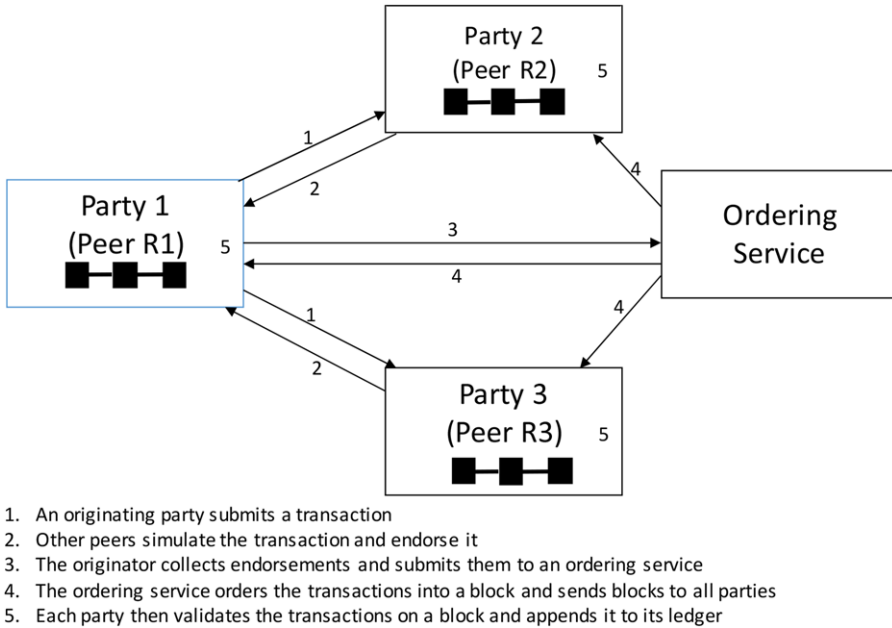 Party 2
(Peer R2)
5
1
2
4
Party 1
(Peer R1)
5
3
4
Ordering
Service
1
2
4
Party 3
(Peer R3)
5
1. An originating party submits a transaction
2. Other peers simulate the transaction and endorse it
3. The originator collects endorsements and submits them to an ordering service
4. The ordering service orders the transactions into a block and sends blocks to all parties
5. Each party then validates the transactions on a block and appends it to its ledger